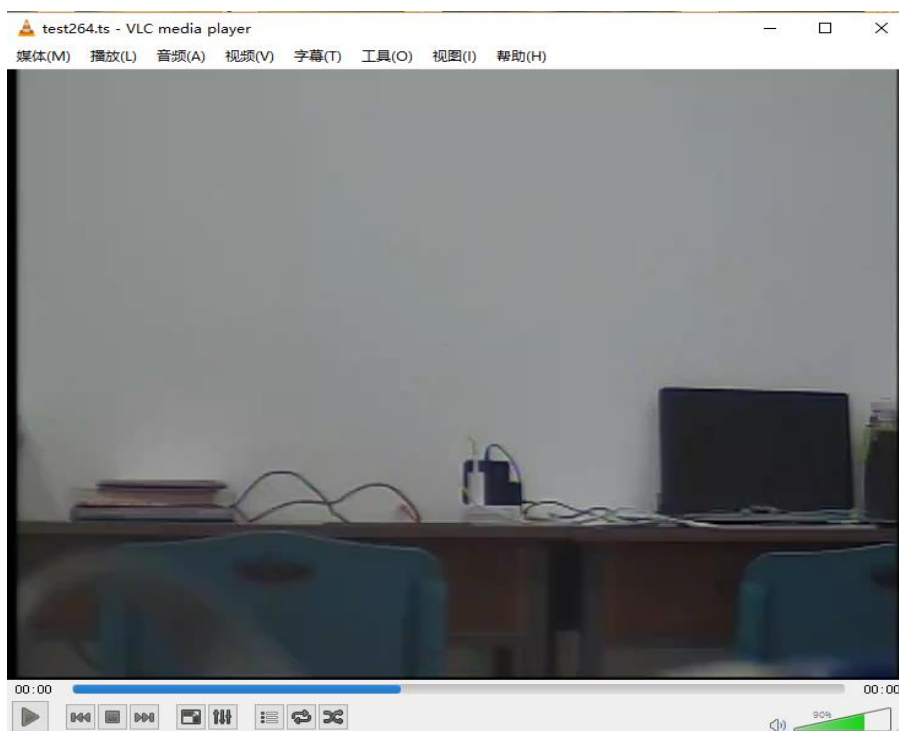 test264.ts - VLC media player
媒体(M) 播放(L) 音频(A) 视频(V) 字幕(T) 工具(O) 视图(I) 帮助(H)
00:00 00:00
90%